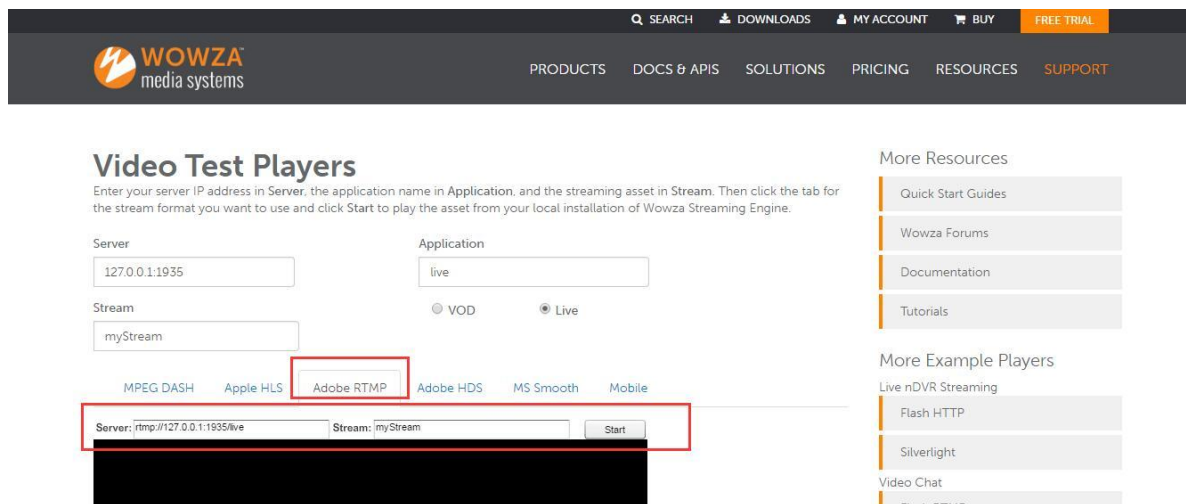 SEARCH DOWNLOADS MY ACCOUNT BUY FREE TRIAL
WOWZA
media systems
PRODUCTS DOCS & APIS SOLUTIONS PRICING RESOURCES SUPPORT
Video Test Players
Enter your server IP address in Server, the application name in Application, and the streaming asset in Stream. Then click the tab for
the stream format you want to use and click Start to play the asset from your local installation of Wowza Streaming Engine.
Server
127.0.0.1:1935
Application
live
Stream
myStream
VOD Live
MPEG DASH Apple HLS Adobe RTMP Adobe HDS MS Smooth Mobile
Server: rtmp://127.0.0.1:1935/live Stream: myStream Start
More Resources
Quick Start Guides
Wowza Forums
Documentation
Tutorials
More Example Players
Live nDVR Streaming
Flash HTTP
Silverlight
Video Chat